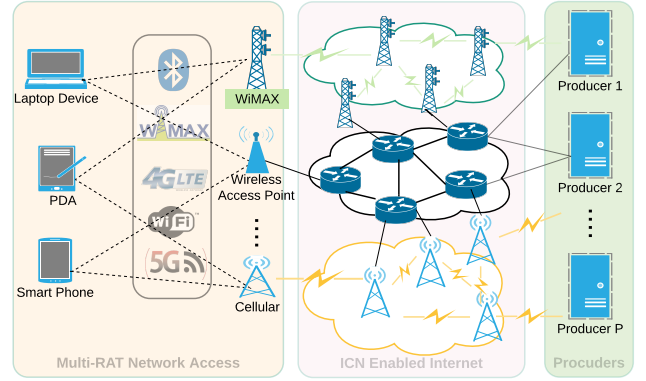 Laptop Device
PDA
Smart Phone
WiMAX
4G LTE
WiFi
5G
WiMAX
Wireless
Access Point
Cellular
Multi-RAT Network Access
ICN Enabled Internet
Producer 1
Producer 2
Producer P
Procuders